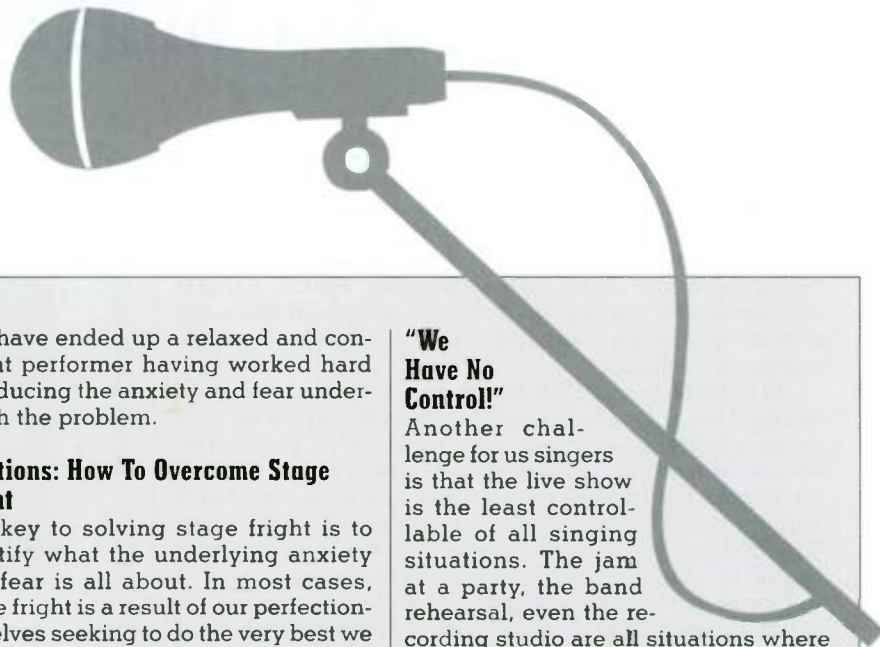 have ended up a relaxed and con-
t performer having worked hard
ducing the anxiety and fear under-
h the problem.
tions: How To Overcome Stage
t
key to solving stage fright is to
tify what the underlying anxiety
fear is all about. In most cases,
e fright is a result of our perfection-
elves seeking to do the very best we
"We
Have No
Control!"
Another chal-
lenge for us singers
is that the live show
is the least control-
lable of all singing
situations. The jam
at a party, the band
rehearsal, even the re-
cording studio are all situations where